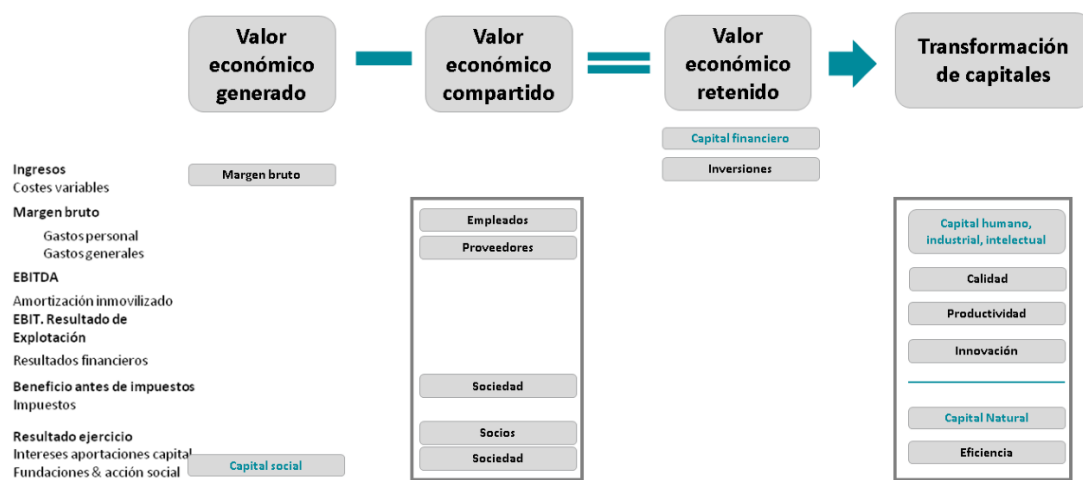 Valor
económico
generado
Valor
económico
compartido
Valor
económico
retenido
Transformación
de capitales
Capital financiero
Inversiones
Ingresos
Costes variables
Margen bruto
Margen bruto
Gastos personal
Gastos generales
EBITDA
Amortización inmovilizado
EBIT. Resultado de
Explotación
Resultados financieros
Beneficio antes de impuestos
Impuestos
Resultado ejercicio
Intereses aportaciones capital
Fundaciones & acción social
Capital social
Empleados
Proveedores
Sociedad
Socios
Sociedad
Capital humano,
industrial, intelectual
Calidad
Productividad
Innovación
Capital Natural
Eficiencia